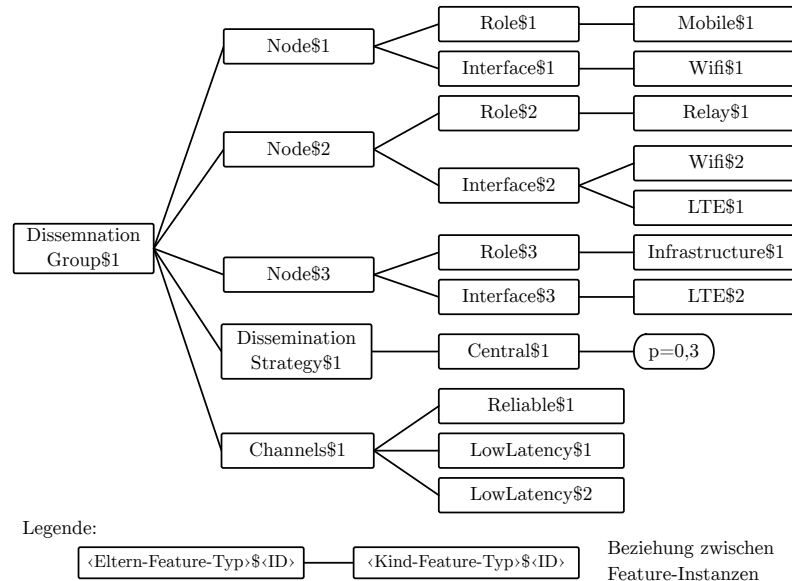 Role$1
Mobile$1
Node$1
Interface$1
Wifi$1
Role$2
Relay$1
Node$2
Wifi$2
Interface$2
LTE$1
Dissemnation
Group$1
Role$3
Infrastructure$1
Node$3
Interface$3
LTE$2
Dissemination
Strategy$1
Central$1
p=0,3
Reliable$1
Channels$1
LowLatency$1
LowLatency$2
Legende:
‹Eltern-Feature-Typ›$‹ID›
‹Kind-Feature-Typ›$‹ID›
Beziehung zwischen
Feature-Instanzen